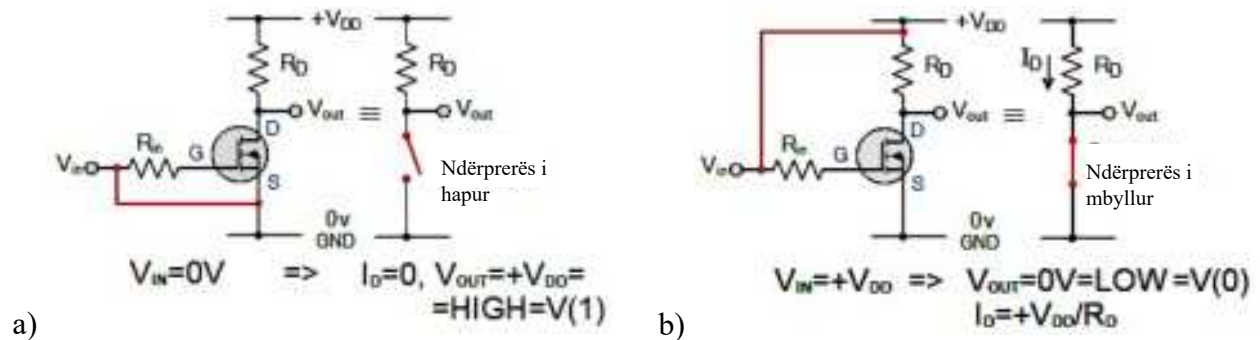 +VDD
RD
RD
Vout
≡
Vout
D
Rin
G
Vin
S
Ndërprerës i
hapur
0v
GND
VIN=0V => ID=0, VOUT=+VDD=
=HIGH=V(1)
a)
+VDD
RD
ID
RD
Vout
≡
Vout
D
Rin
G
Vin
S
Ndërprerës i
mbyllur
0v
GND
VIN=+VDD => VOUT=0V=LOW =V(0)
ID=+VDD/RD
b)